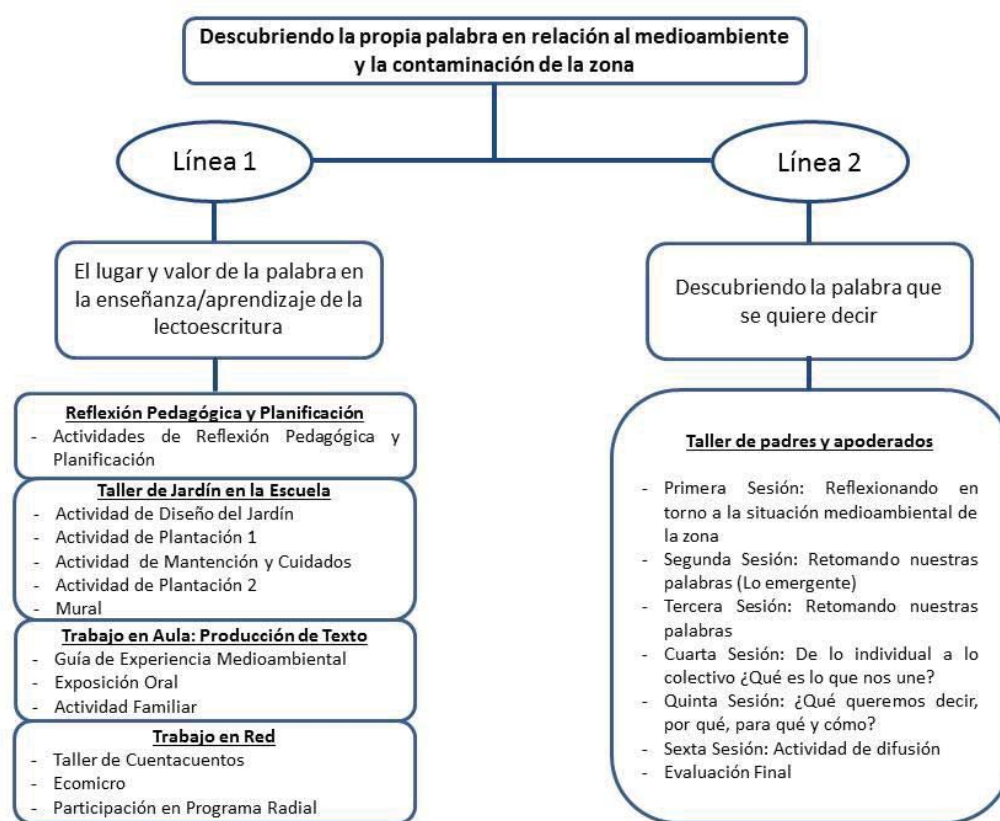 Descubriendo la propia palabra en relación al medioambiente
y la contaminación de la zona
Línea 1
Línea 2
El lugar y valor de la palabra en
la enseñanza/aprendizaje de la
lectoescritura
Descubriendo la palabra que
se quiere decir
Reflexión Pedagógica y Planificación
- Actividades de Reflexión Pedagógica y
Planificación
Taller de Jardín en la Escuela
- Actividad de Diseño del Jardín
- Actividad de Plantación 1
- Actividad de Mantención y Cuidados
- Actividad de Plantación 2
- Mural
Trabajo en Aula: Producción de Texto
- Guía de Experiencia Medioambiental
- Exposición Oral
- Actividad Familiar
Trabajo en Red
- Taller de Cuentacuentos
- Ecomicro
- Participación en Programa Radial
Taller de padres y apoderados
- Primera Sesión: Reflexionando en
torno a la situación medioambiental de
la zona
- Segunda Sesión: Retomando nuestras
palabras (Lo emergente)
- Tercera Sesión: Retomando nuestras
palabras
- Cuarta Sesión: De lo individual a lo
colectivo ¿Qué es lo que nos une?
- Quinta Sesión: ¿Qué queremos decir,
por qué, para qué y cómo?
- Sexta Sesión: Actividad de difusión
- Evaluación Final